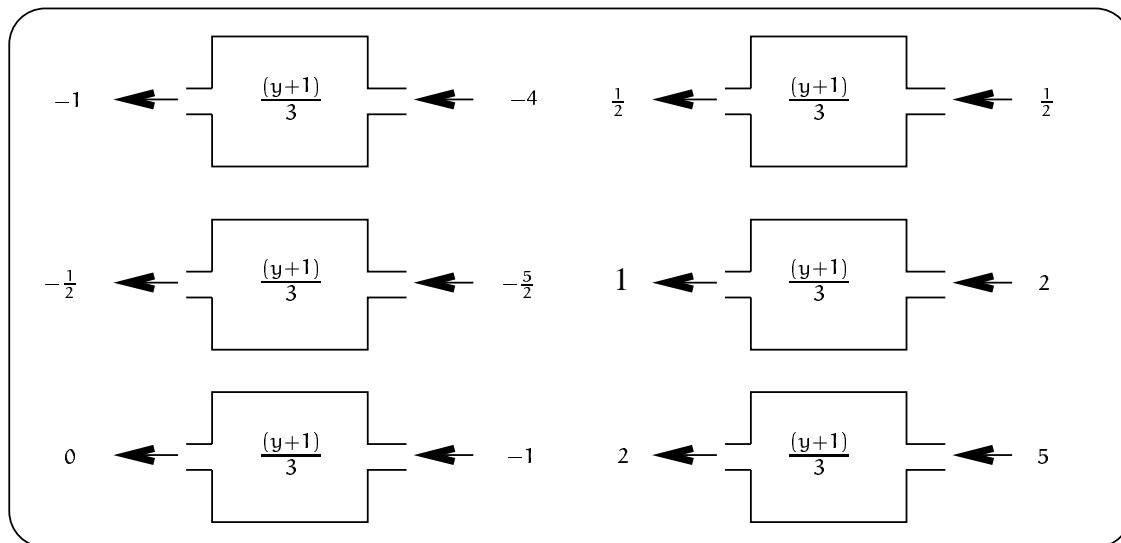 −1 (y+1)/3 −4 1/2 (y+1)/3 1/2
−1/2 (y+1)/3 −5/2 1 (y+1)/3 2
0 (y+1)/3 −1 2 (y+1)/3 5